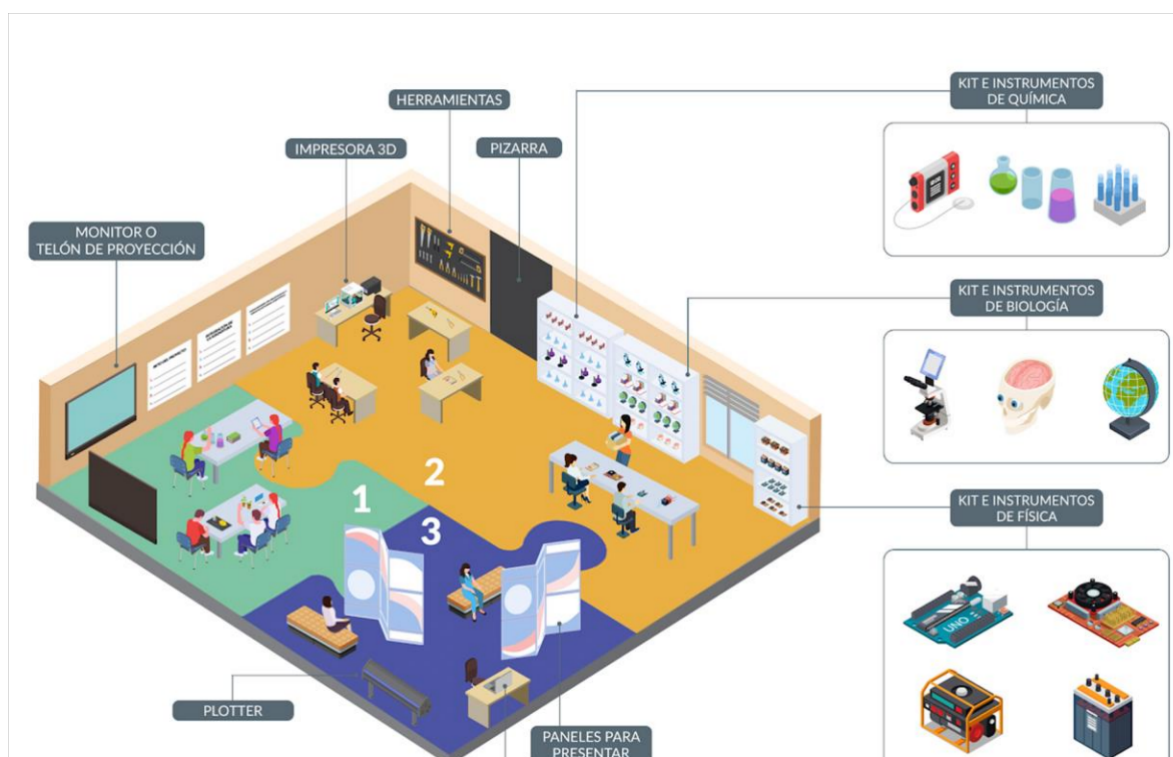 KIT E INSTRUMENTOS
DE QUÍMICA
HERRAMIENTAS
IMPRESORA 3D
PIZARRA
MONITOR O
TELÓN DE PROYECCIÓN
KIT E INSTRUMENTOS
DE BIOLOGÍA
2
1
3
KIT E INSTRUMENTOS
DE FÍSICA
UNO
PLOTTER
PANELES PARA
PRESENTAR